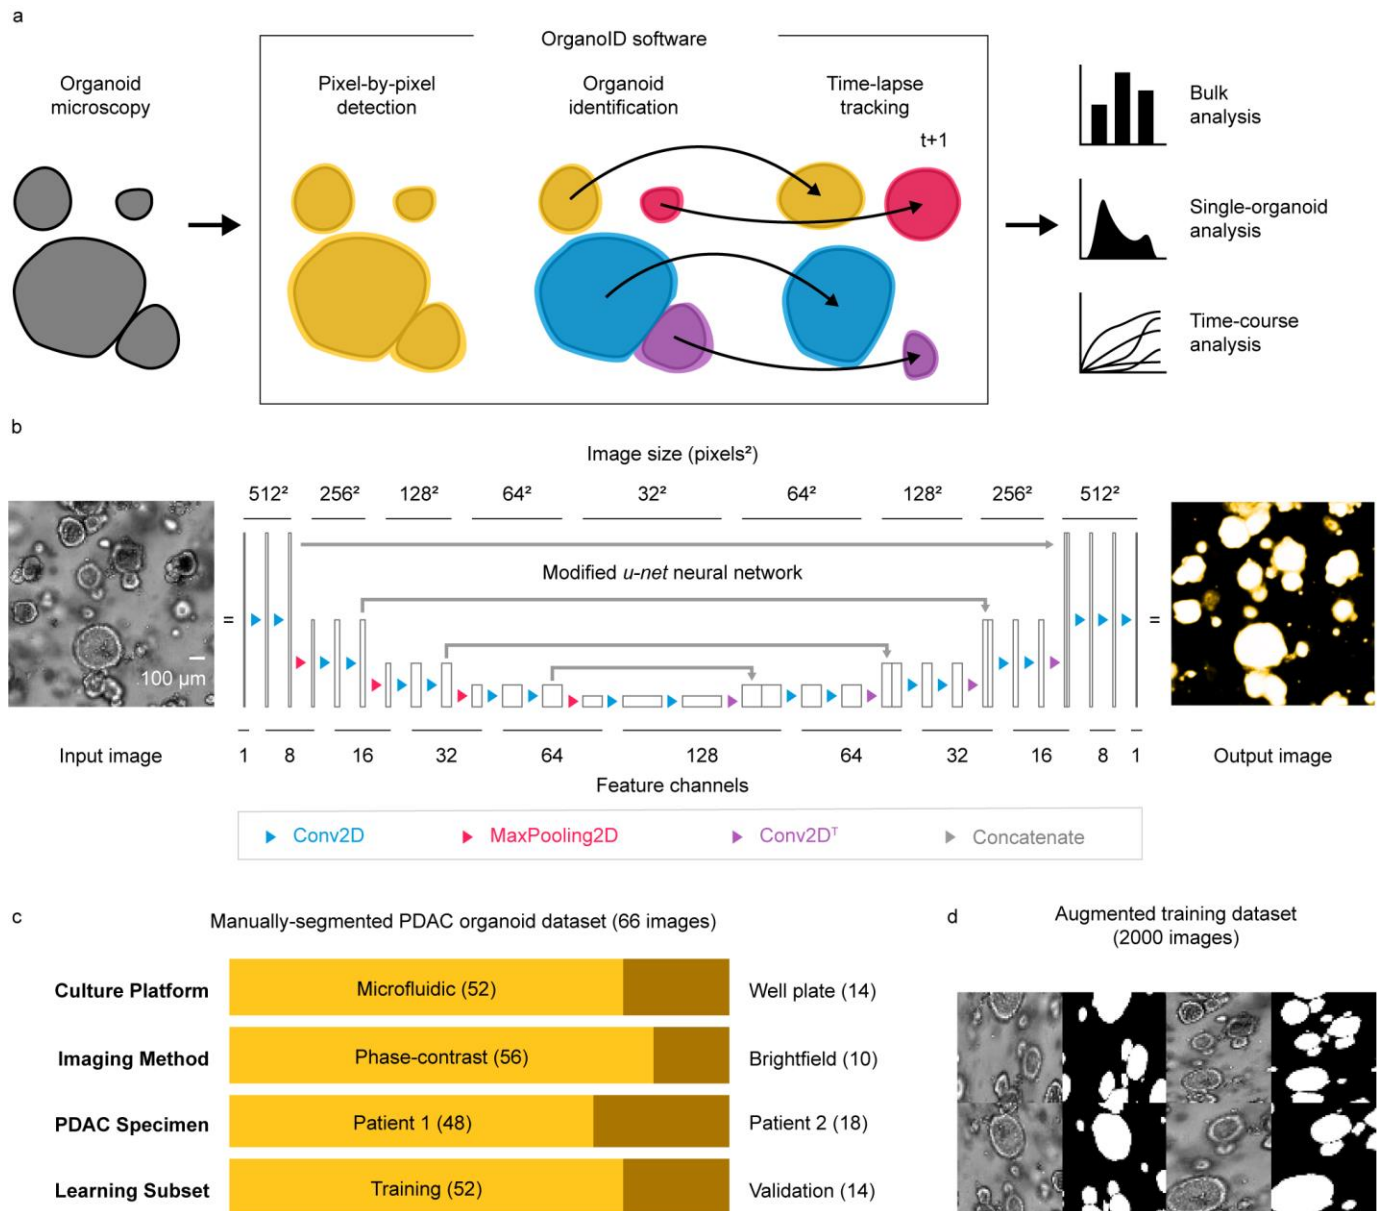 a
OrganoID software
Organoid
microscopy
Pixel-by-pixel
detection
Organoid
identification
Time-lapse
tracking
t+1
Bulk
analysis
Single-organoid
analysis
Time-course
analysis
b
Image size (pixels²)
512² 256² 128² 64² 32² 64² 128² 256² 512²
Modified u-net neural network
= =
100 µm
Input image
1 8 16 32 64 128 64 32 16 8 1
Output image
Feature channels
Conv2D MaxPooling2D Conv2Dᵀ Concatenate
c
Manually-segmented PDAC organoid dataset (66 images)
Culture Platform Microfluidic (52) Well plate (14)
Imaging Method Phase-contrast (56) Brightfield (10)
PDAC Specimen Patient 1 (48) Patient 2 (18)
Learning Subset Training (52) Validation (14)
d
Augmented training dataset
(2000 images)